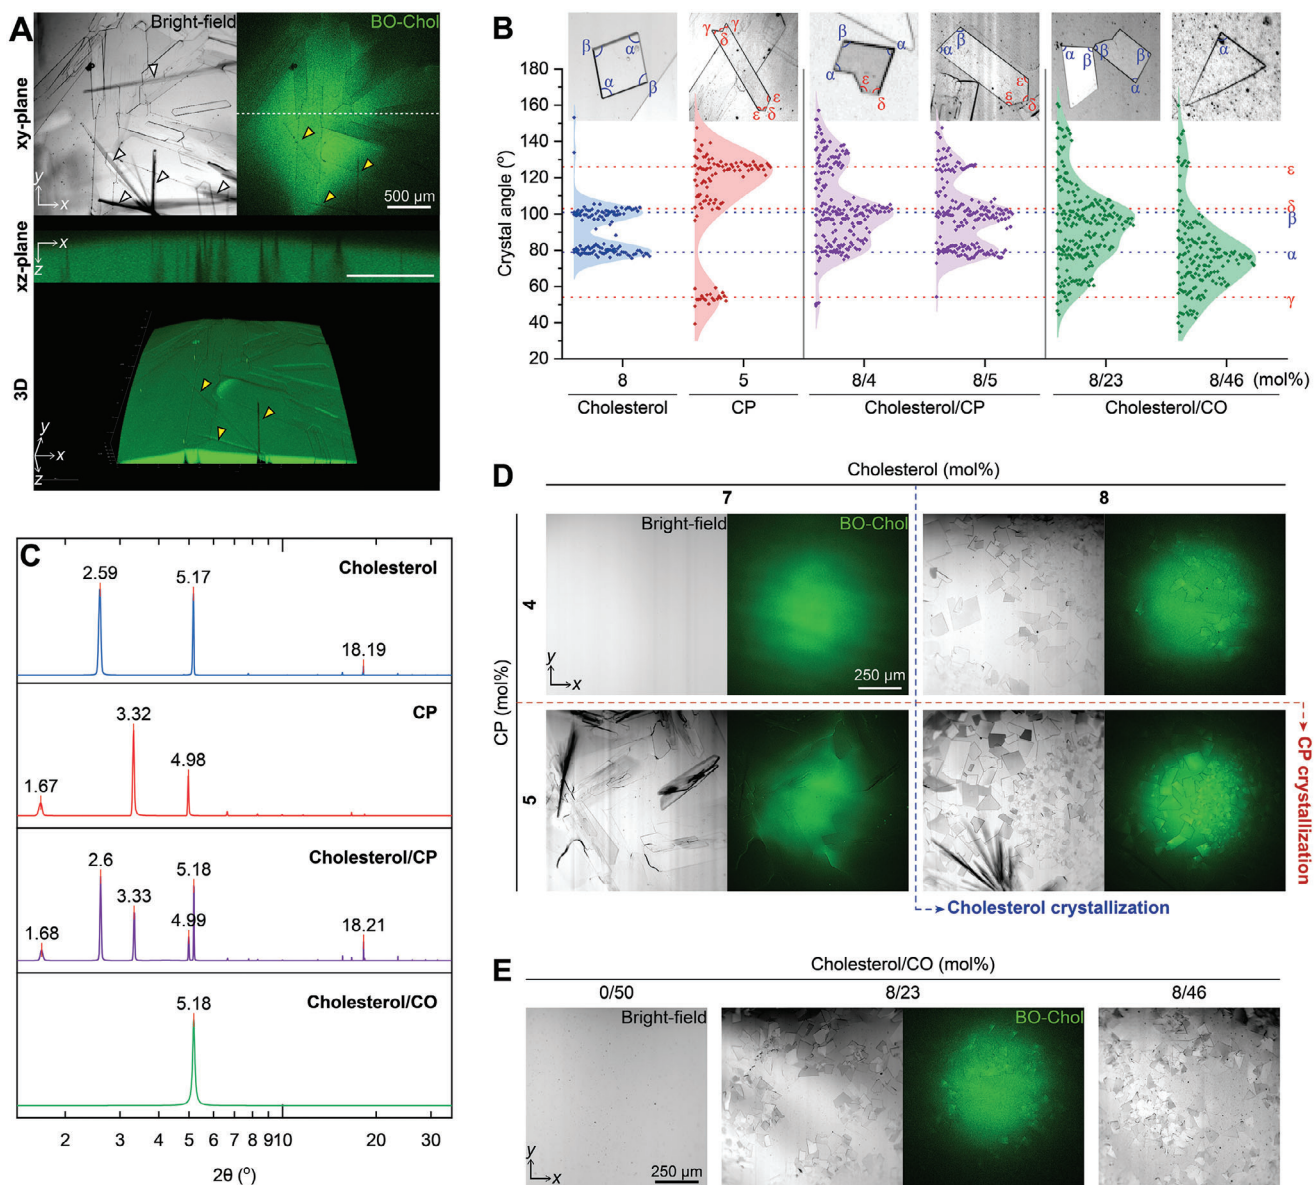 A
Bright-field
BO-Chol
xy-plane
y
x
500 µm
xz-plane
x
z
3D
y
x
z
B
Crystal angle (º)
180
160
140
120
100
80
60
40
20
β α
α β
γ γ
δ
ε ε δ
β α
α ε ε
δ
β
α
ε
ε δ
α β β
α
α
ε
δ
β
α
γ
8 5 8/4 8/5 8/23 8/46 (mol%)
Cholesterol CP Cholesterol/CP Cholesterol/CO
C
Cholesterol
2.59 5.17 18.19
CP
1.67 3.32 4.98
Cholesterol/CP
1.68 2.6 3.33 4.99 5.18 18.21
Cholesterol/CO
5.18
2 3 4 5 6 7 8 9 10 20 30
2θ (º)
D
Cholesterol (mol%)
7 8
CP (mol%)
4
5
Bright-field
BO-Chol
y
x
250 µm
CP crystallization
Cholesterol crystallization
E
Cholesterol/CO (mol%)
0/50 8/23 8/46
Bright-field
BO-Chol
y
x
250 µm